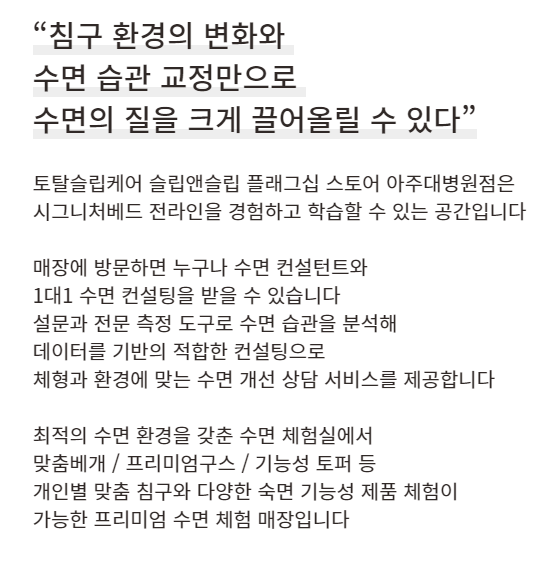 “침구 환경의 변화와
수면 습관 교정만으로
수면의 질을 크게 끌어올릴 수 있다”
토탈슬립케어 슬립앤슬립 플래그십 스토어 아주대병원점은
시그니처베드 전라인을 경험하고 학습할 수 있는 공간입니다
매장에 방문하면 누구나 수면 컨설턴트와
1대1 수면 컨설팅을 받을 수 있습니다
설문과 전문 측정 도구로 수면 습관을 분석해
데이터를 기반의 적합한 컨설팅으로
체형과 환경에 맞는 수면 개선 상담 서비스를 제공합니다
최적의 수면 환경을 갖춘 수면 체험실에서
맞춤베개 / 프리미엄구스 / 기능성 토퍼 등
개인별 맞춤 침구와 다양한 숙면 기능성 제품 체험이
가능한 프리미엄 수면 체험 매장입니다